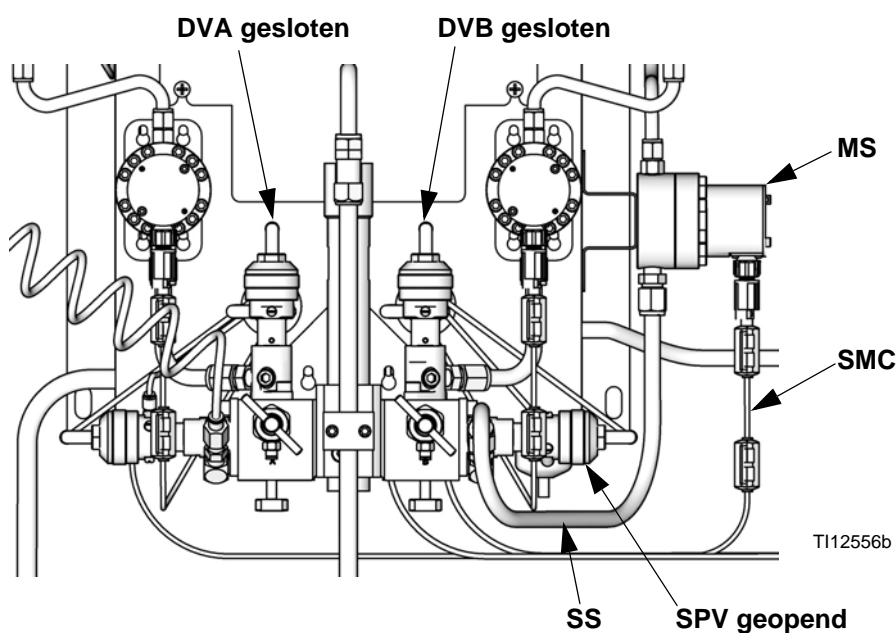 DVA gesloten
DVB gesloten
MS
SMC
TI12556b
SS
SPV geopend